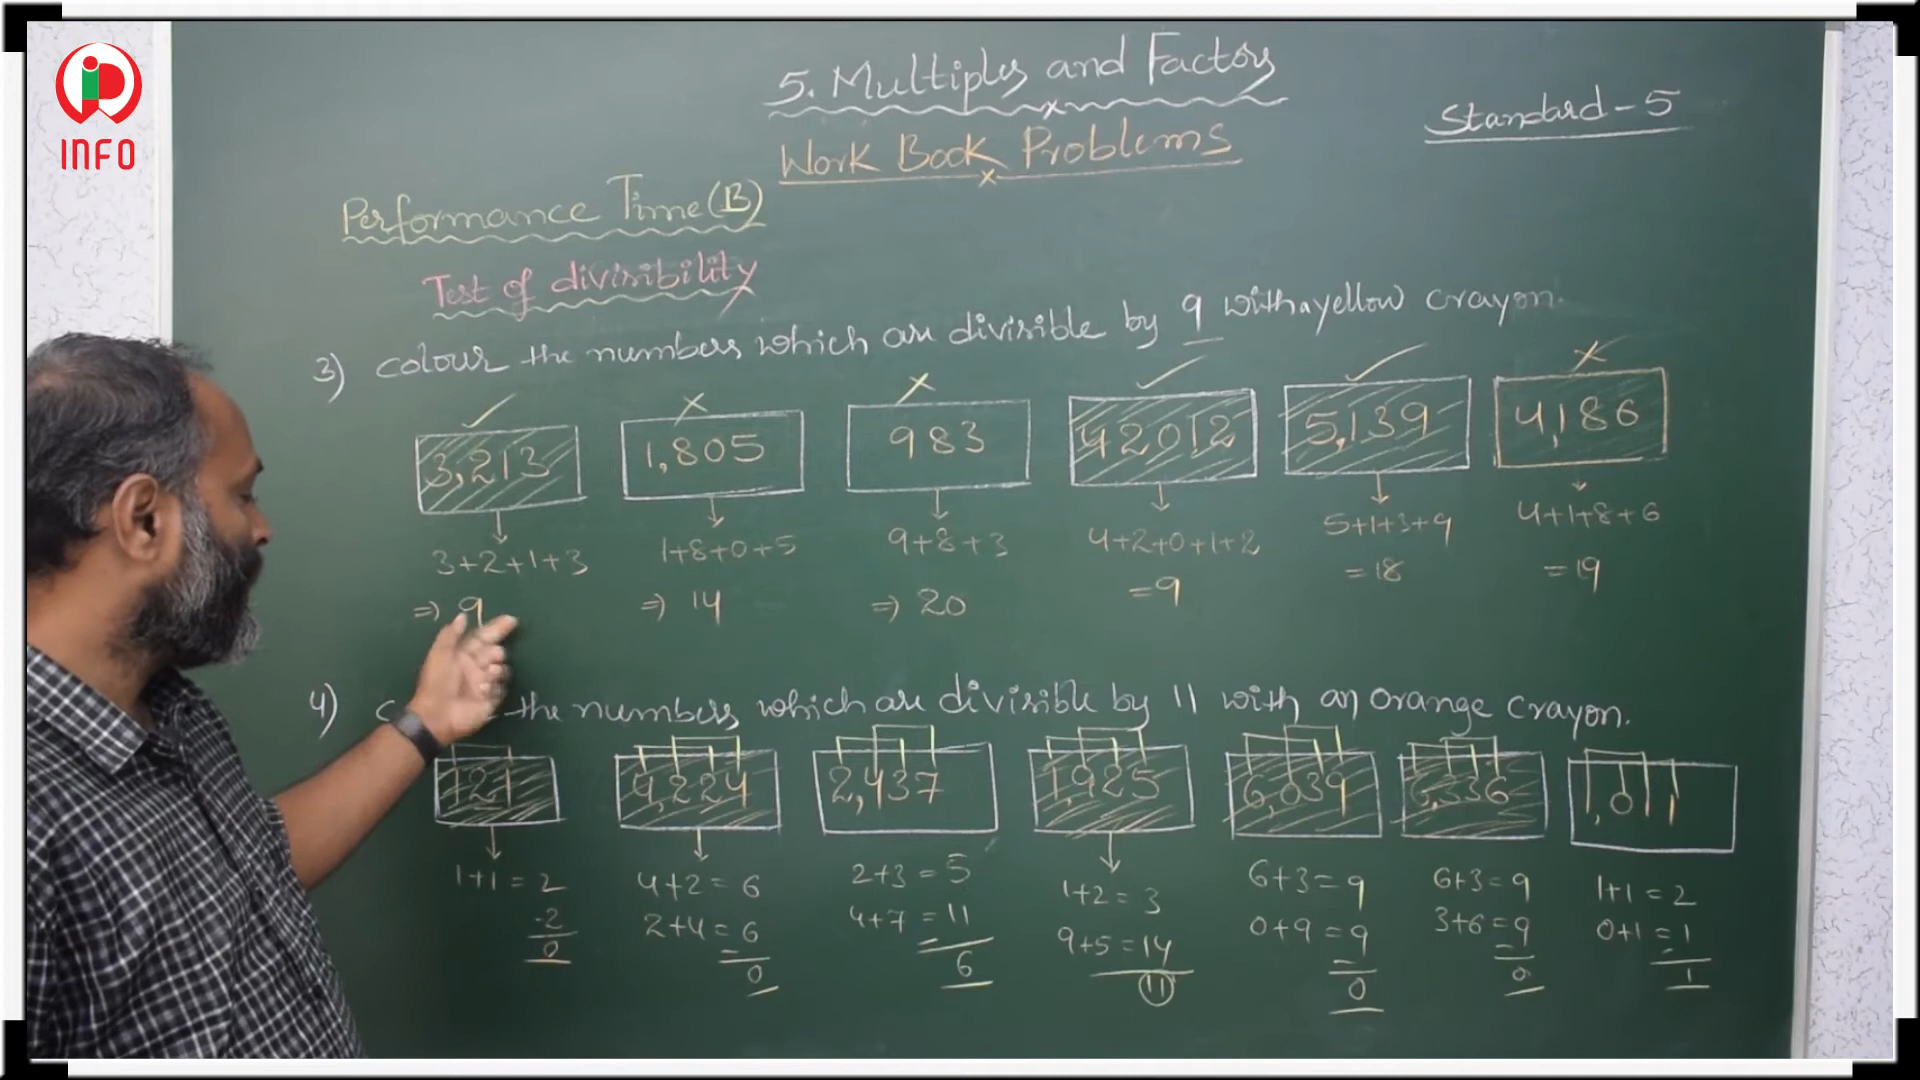 INFO
5. Multiples and Factors
Work Book Problems
Standard - 5
Performance Time (B)
Test of divisibility
3) colour the numbers which are divisible by 9 with a yellow crayon.
✓ × × ✓ ✓ ×
3,213 1,805 983 42012 5,139 4,186
3+2+1+3 1+8+0+5 9+8+3 4+2+0+1+2 5+1+3+9 4+1+8+6
⇒ 9 ⇒ 14 ⇒ 20 = 9 = 18 = 19
4) the numbers which are divisible by 11 with an orange crayon.
121 4,224 2,437 1,925 6,039 6,336 1,011
1+1 = 2 4+2 = 6 2+3 = 5 1+2 = 3 6+3 = 9 6+3 = 9 1+1 = 2
-2 2+4 = 6 4+7 = 11 9+5 = 14 0+9 = 9 3+6 = 9 0+1 = 1
0 0 6 11 0 0 1